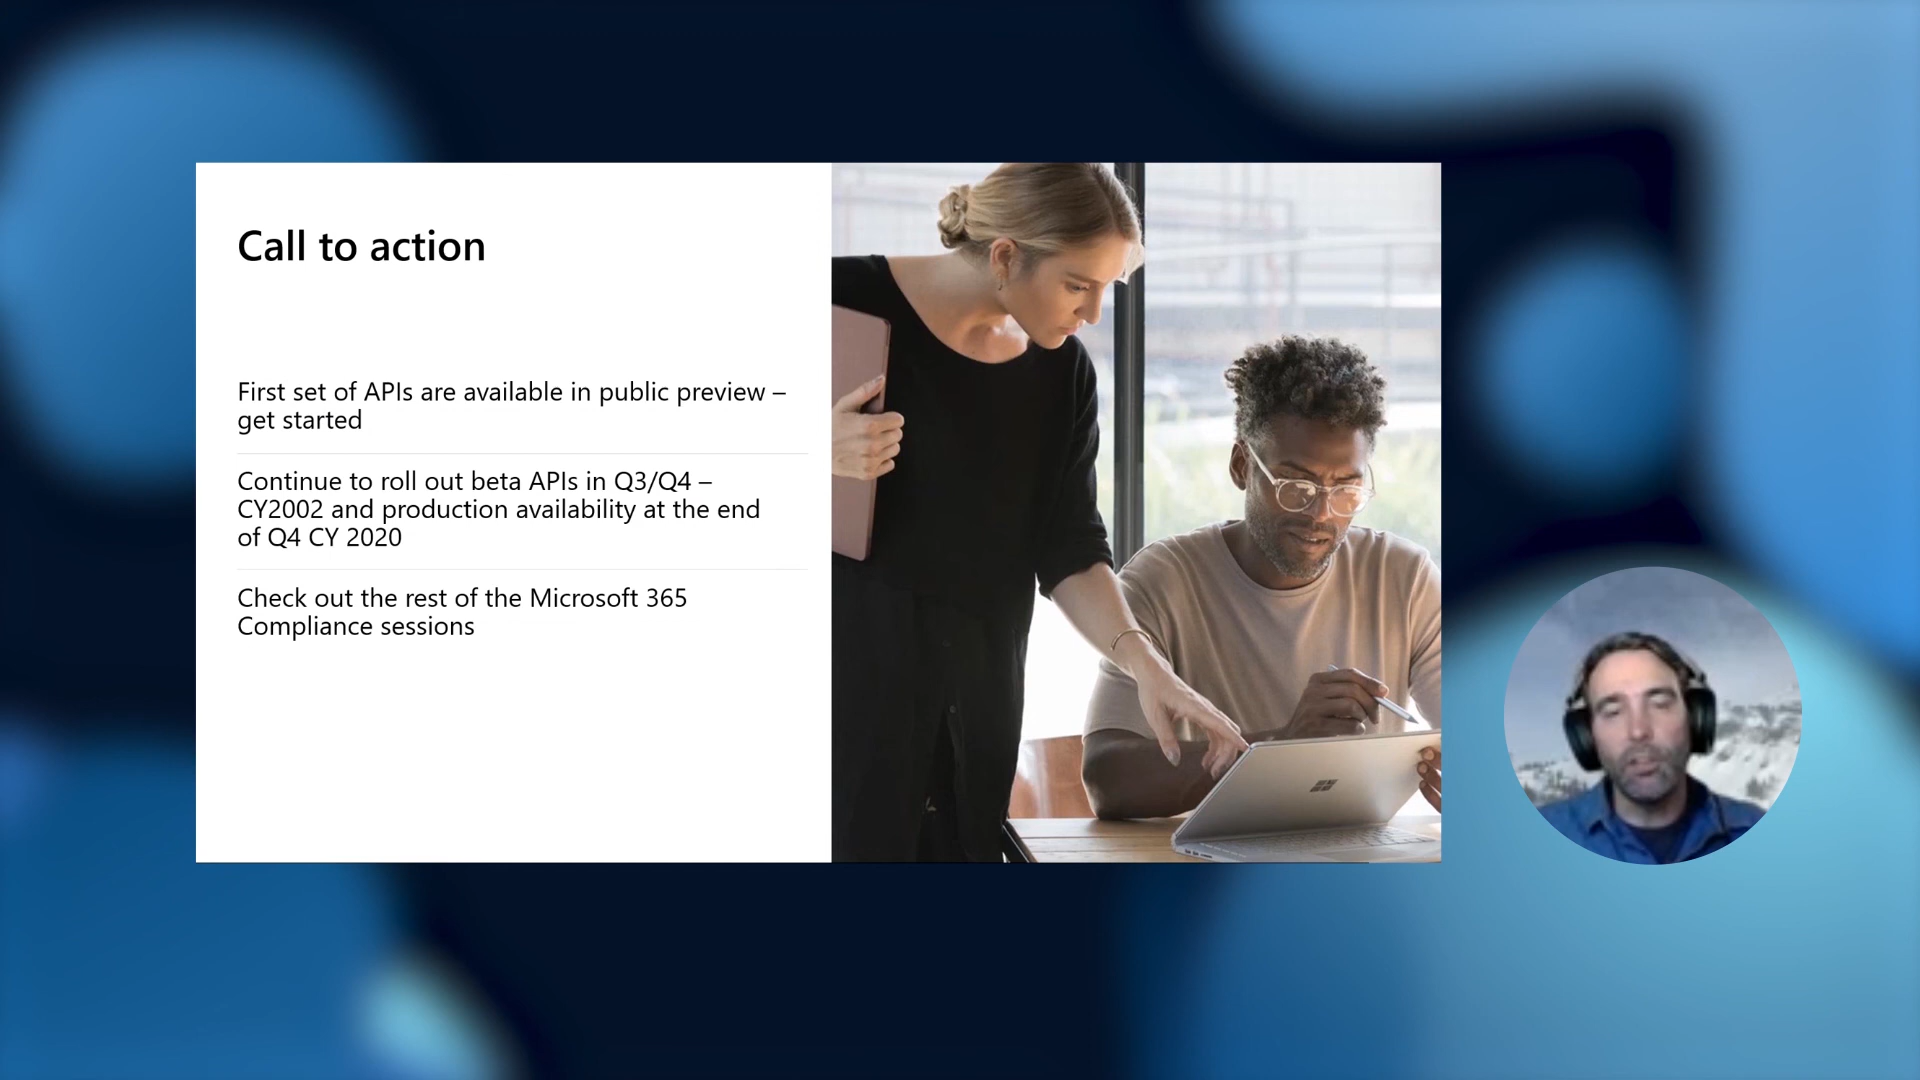 Call to action
First set of APIs are available in public preview –
get started
Continue to roll out beta APIs in Q3/Q4 –
CY2002 and production availability at the end
of Q4 CY 2020
Check out the rest of the Microsoft 365
Compliance sessions